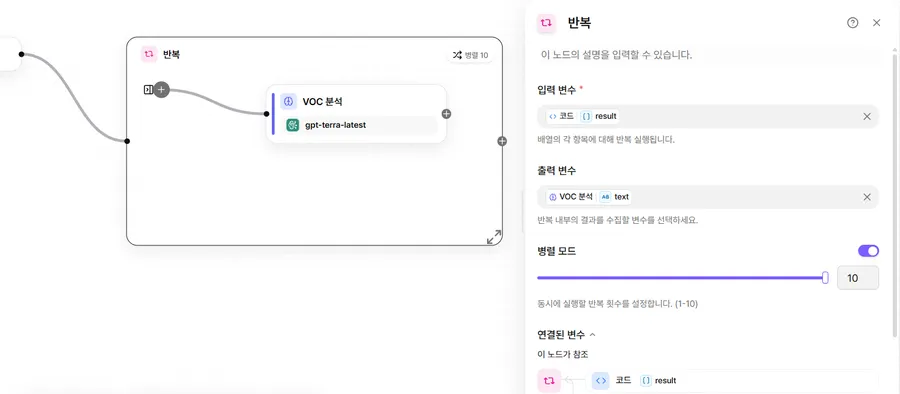 반복
병렬 10
VOC 분석
gpt-terra-latest
반복
이 노드의 설명을 입력할 수 있습니다.
입력 변수 *
코드 result
배열의 각 항목에 대해 반복 실행됩니다.
출력 변수
VOC 분석 AB text
반복 내부의 결과를 수집할 변수를 선택하세요.
병렬 모드
10
동시에 실행할 반복 횟수를 설정합니다. (1-10)
연결된 변수
이 노드가 참조
코드 result